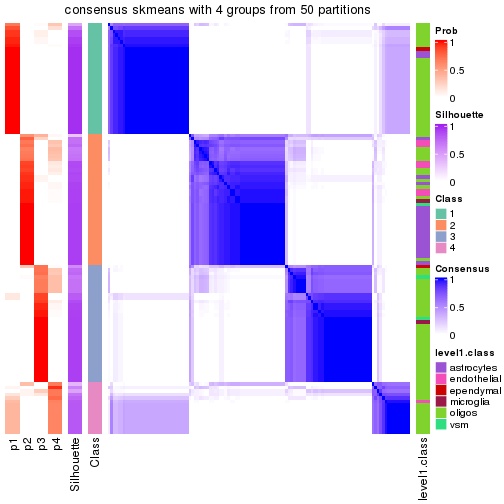 consensus skmeans with 4 groups from 50 partitions
Prob
1
0.5
0
Silhouette
1
0.5
0
Class
1
2
3
4
Consensus
1
0.5
0
level1.class
astrocytes
endothelial
ependymal
microglia
oligos
vsm
p1
p2
p3
p4
Silhouette
Class
level1.class